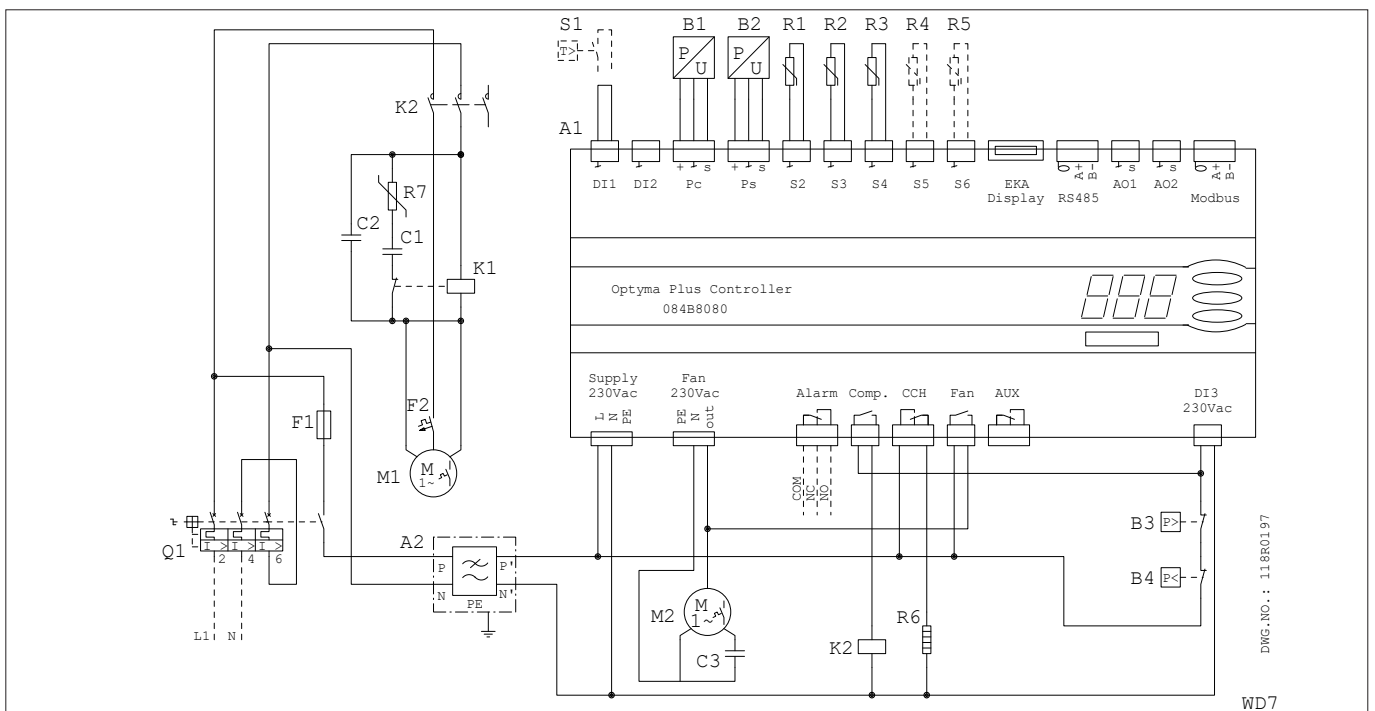 S1 B1 B2 R1 R2 R3 R4 R5
T> P U P U
K2
A1
+ s + s s A+ B- s s A+ B-
DI1 DI2 Pc Ps S2 S3 S4 S5 S6 EKA RS485 AO1 AO2 Modbus
Display
R7
C2
C1
K1
Optyma Plus Controller
084B8080
Supply Fan Alarm Comp. CCH Fan AUX DI3
230Vac 230Vac 230Vac
L N PE PE N out
F1 F2
M1 M 1~
COM NC NO
Q1 I > I > I >
2 4 6
L1 N
A2
P P'
N N'
PE
M2 M 1~
C3
K2
R6
B3 P>
B4 P<
DWG.NO.: 118R0197
WD7